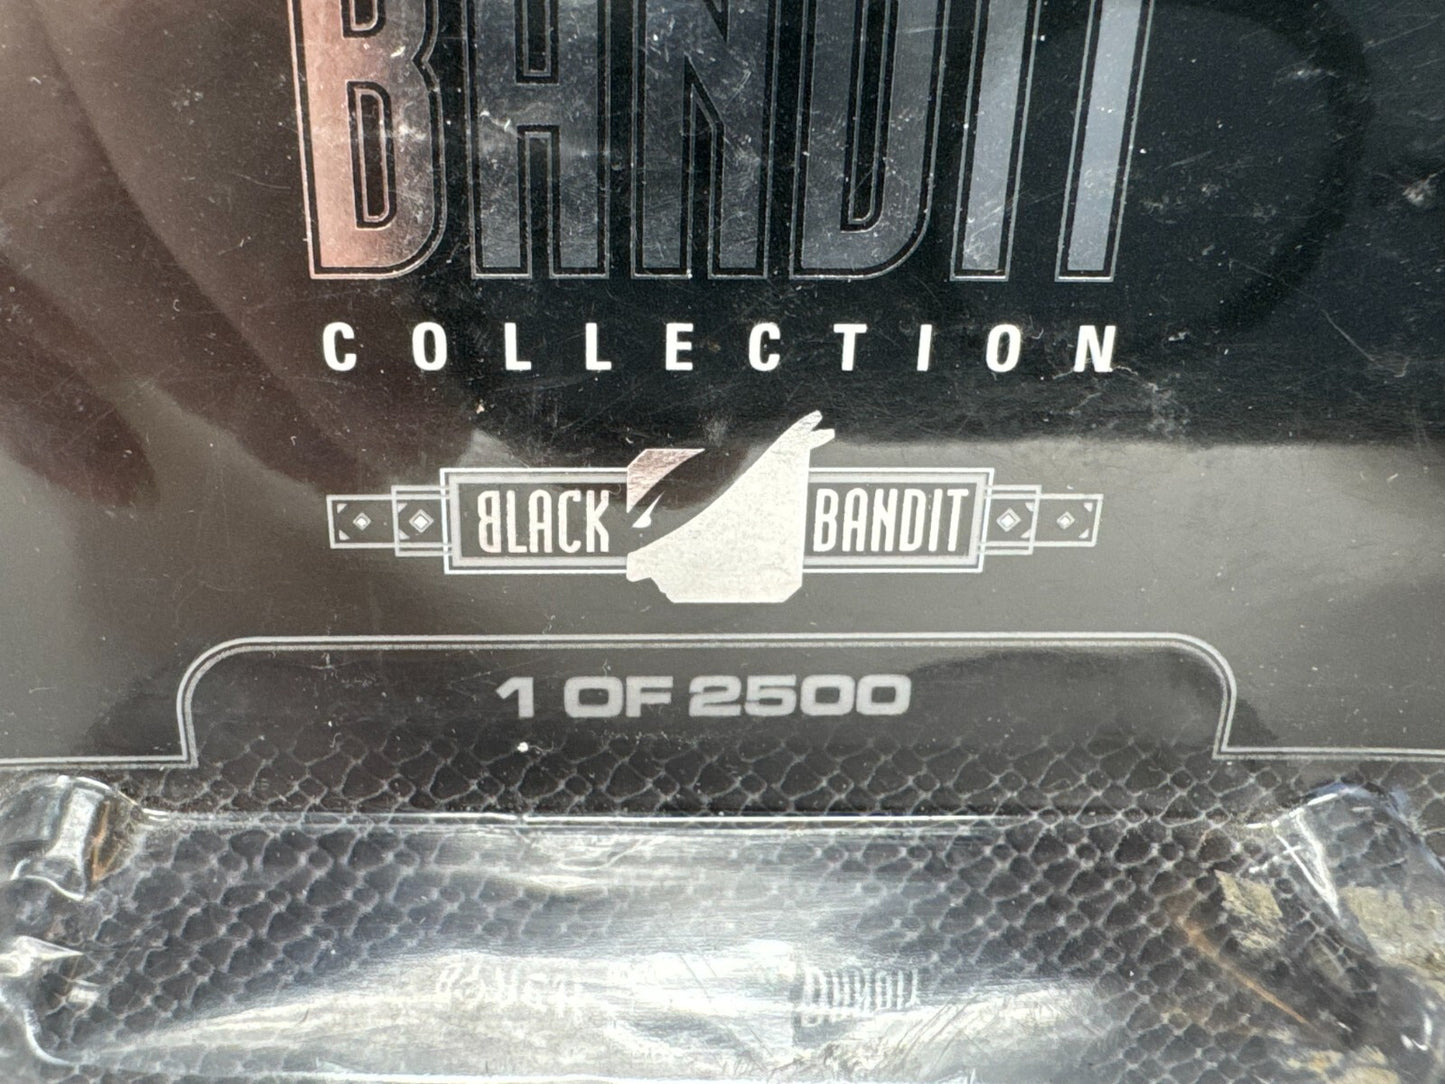 BANDIT
COLLECTION
BLACK BANDIT
1 OF 2500